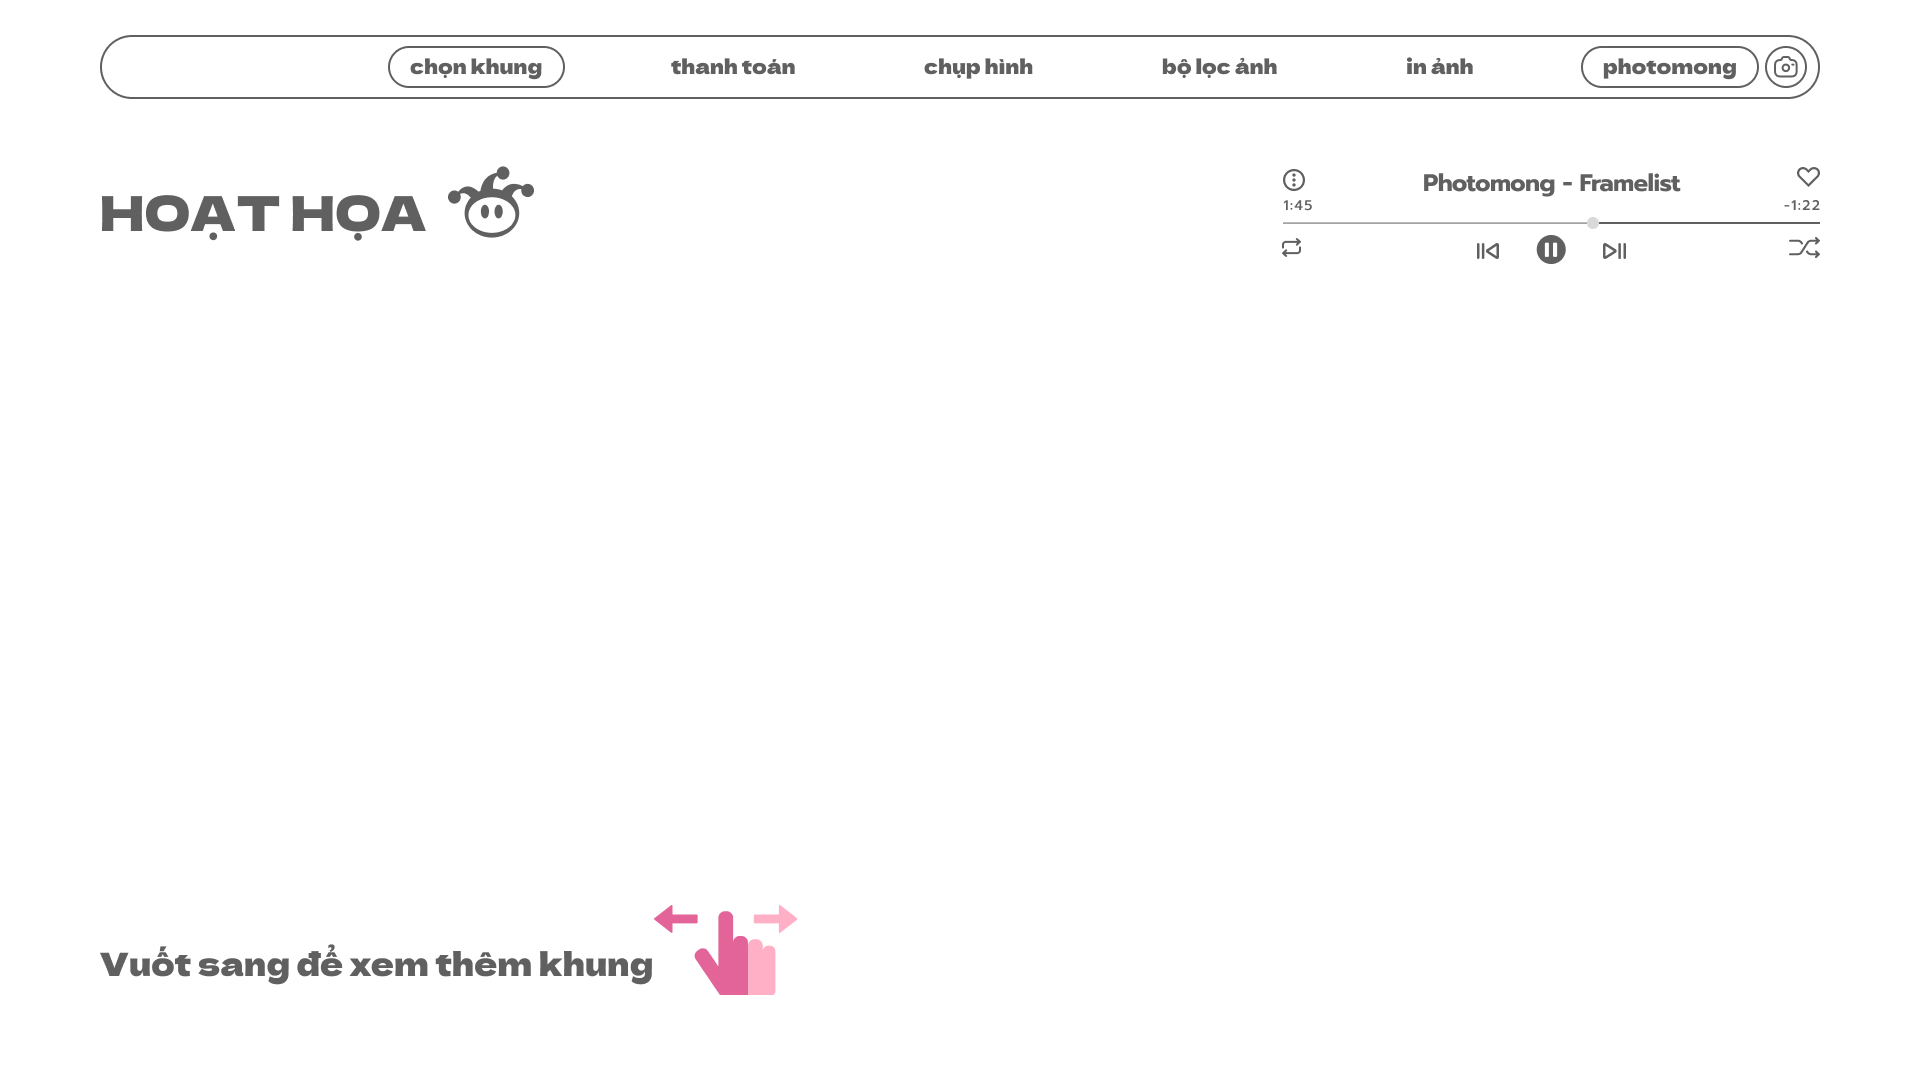 chọn khung
thanh toán
chụp hình
bộ lọc ảnh
in ảnh
photomong
HOẠT HỌA
Photomong - Framelist
1:45
-1:22
Vuốt sang để xem thêm khung